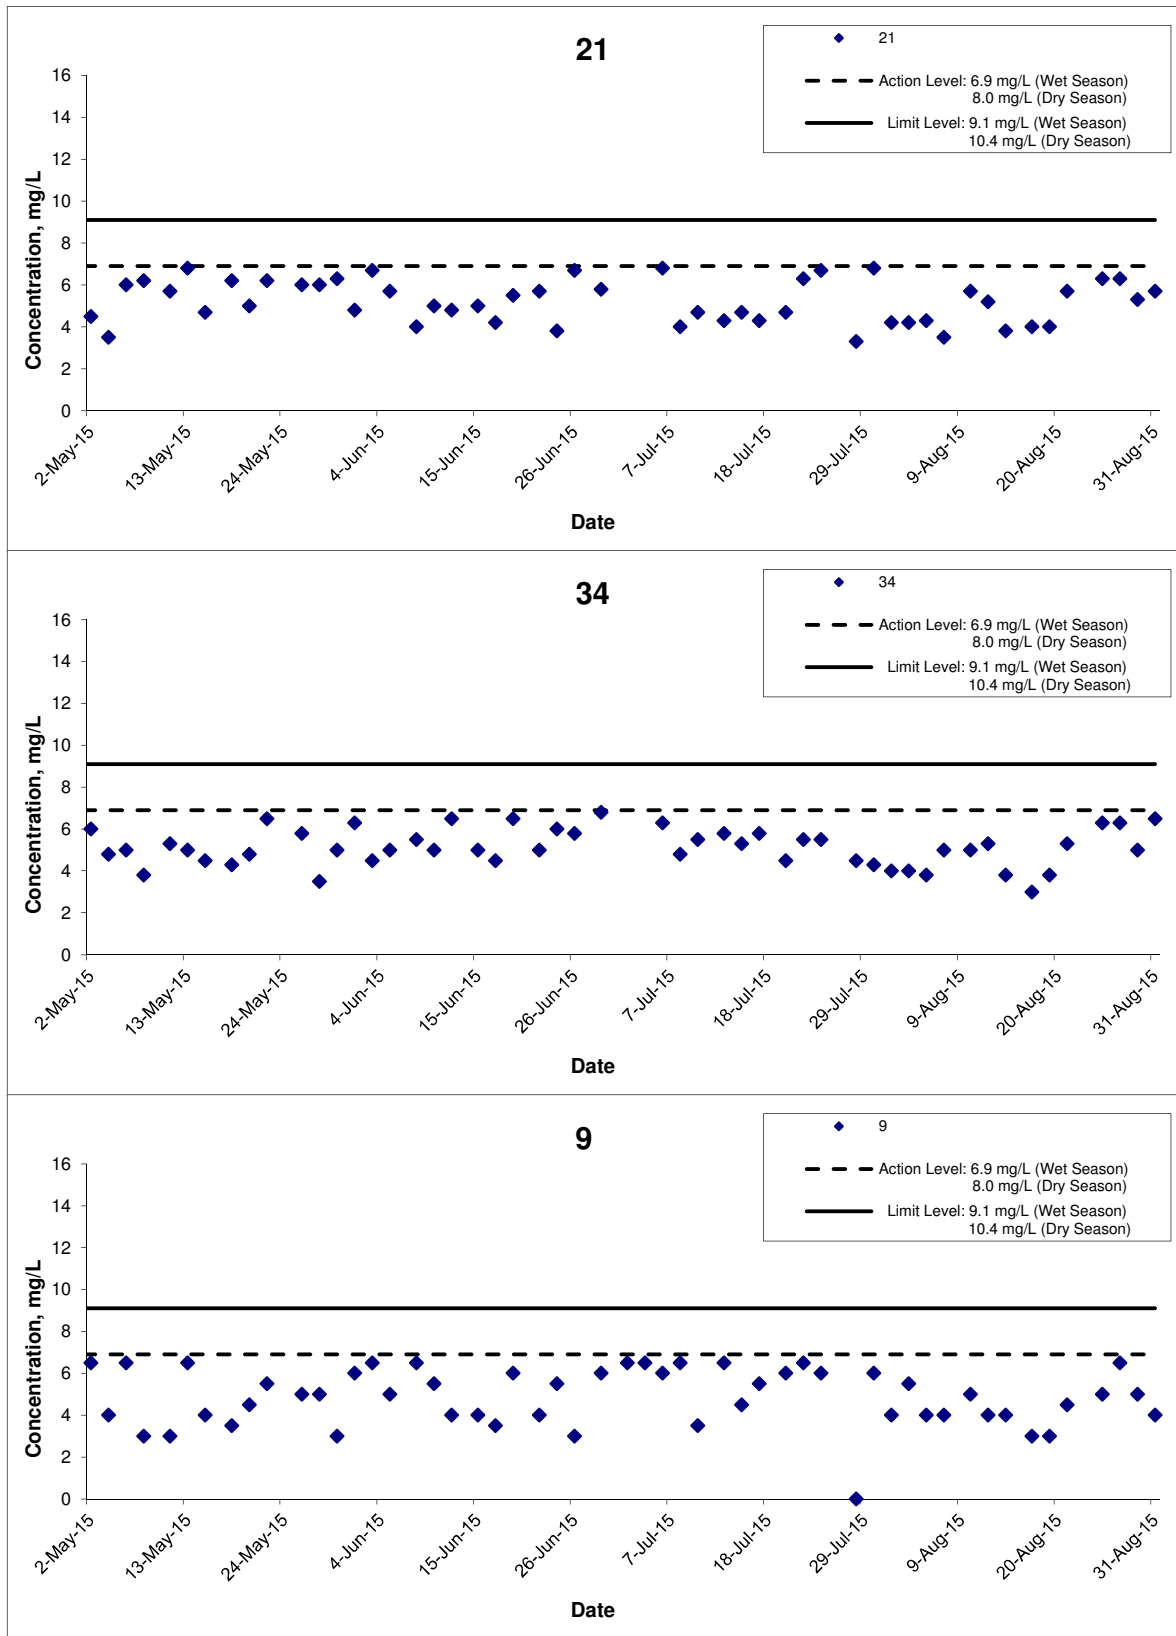 21
21
Action Level: 6.9 mg/L (Wet Season)
8.0 mg/L (Dry Season)
Limit Level: 9.1 mg/L (Wet Season)
10.4 mg/L (Dry Season)
Concentration, mg/L
16
14
12
10
8
6
4
2
0
2-May-15
13-May-15
24-May-15
4-Jun-15
15-Jun-15
26-Jun-15
7-Jul-15
18-Jul-15
29-Jul-15
9-Aug-15
20-Aug-15
31-Aug-15
Date
34
34
Action Level: 6.9 mg/L (Wet Season)
8.0 mg/L (Dry Season)
Limit Level: 9.1 mg/L (Wet Season)
10.4 mg/L (Dry Season)
Concentration, mg/L
16
14
12
10
8
6
4
2
0
2-May-15
13-May-15
24-May-15
4-Jun-15
15-Jun-15
26-Jun-15
7-Jul-15
18-Jul-15
29-Jul-15
9-Aug-15
20-Aug-15
31-Aug-15
Date
9
9
Action Level: 6.9 mg/L (Wet Season)
8.0 mg/L (Dry Season)
Limit Level: 9.1 mg/L (Wet Season)
10.4 mg/L (Dry Season)
Concentration, mg/L
16
14
12
10
8
6
4
2
0
2-May-15
13-May-15
24-May-15
4-Jun-15
15-Jun-15
26-Jun-15
7-Jul-15
18-Jul-15
29-Jul-15
9-Aug-15
20-Aug-15
31-Aug-15
Date